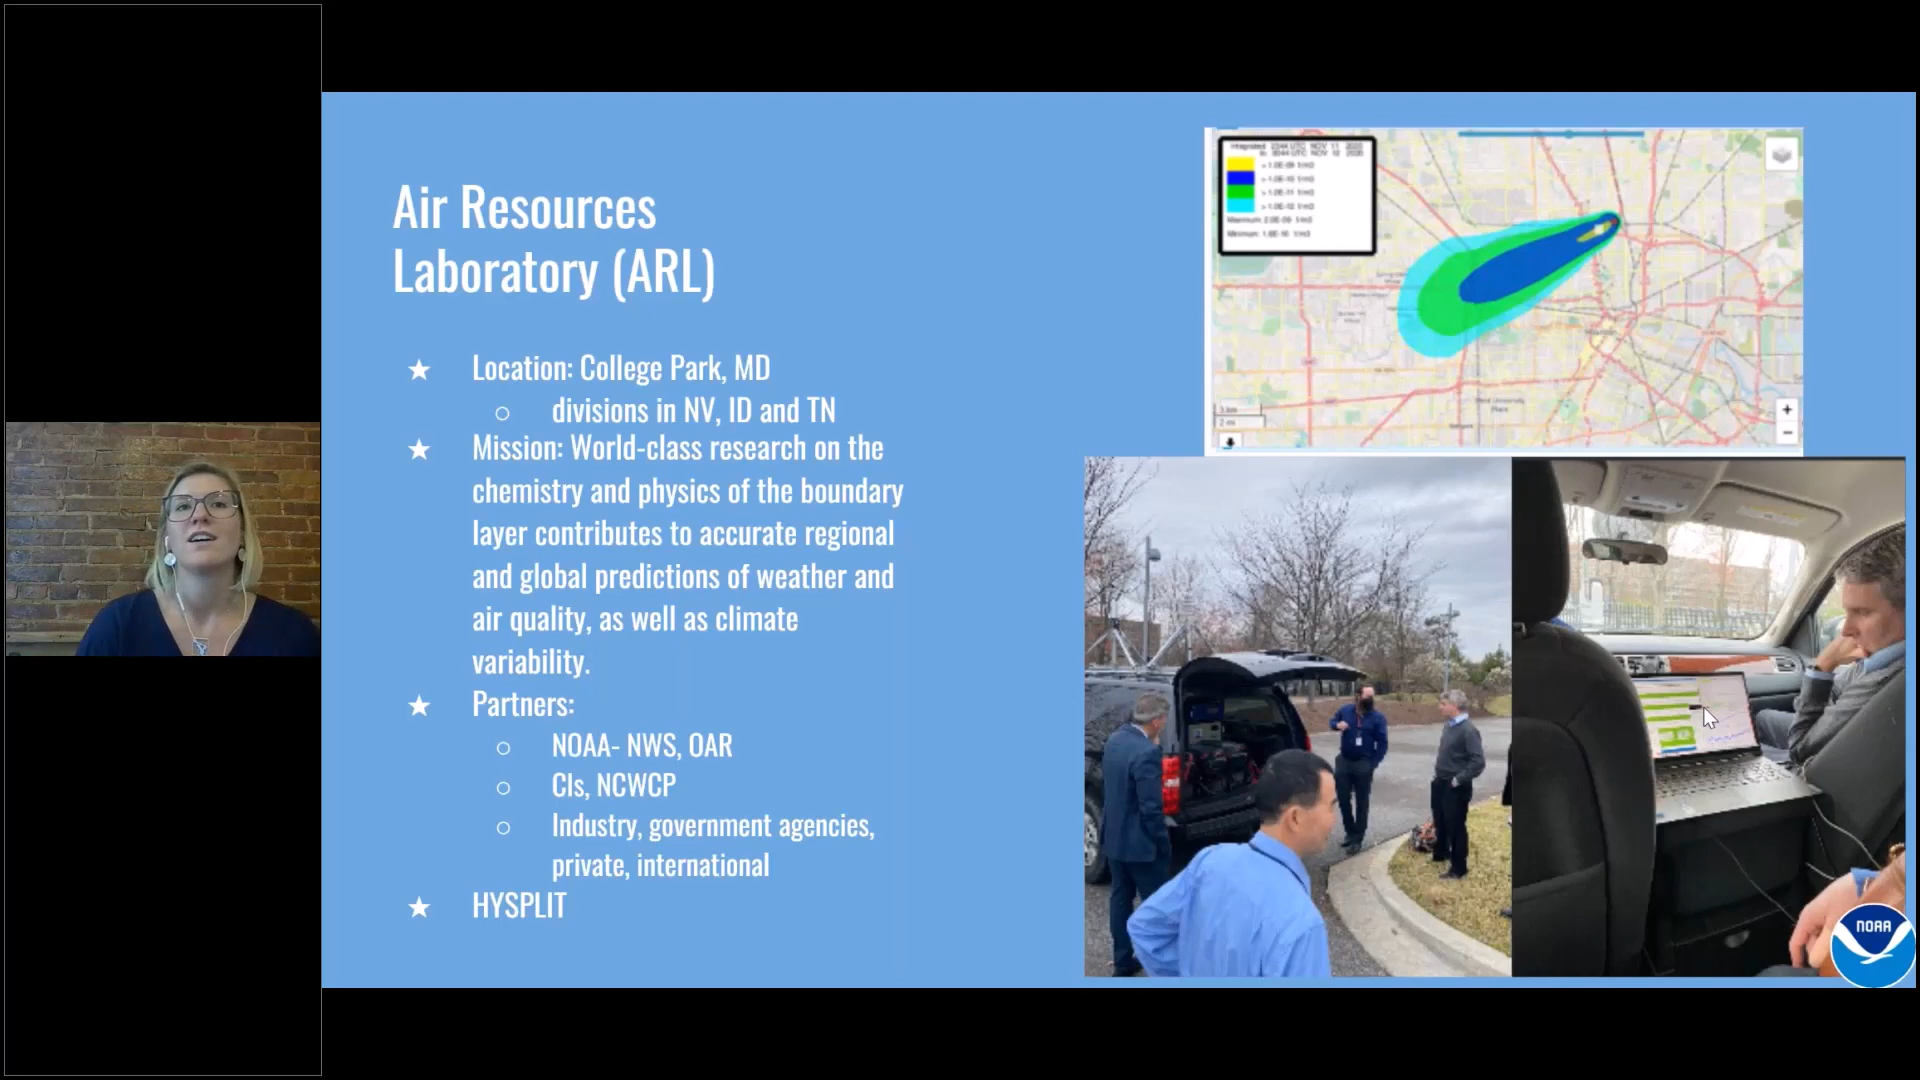 Air Resources
Laboratory (ARL)
Location: College Park, MD
divisions in NV, ID and TN
Mission: World-class research on the
chemistry and physics of the boundary
layer contributes to accurate regional
and global predictions of weather and
air quality, as well as climate
variability.
Partners:
NOAA- NWS, OAR
CIs, NCWCP
Industry, government agencies,
private, international
HYSPLIT
NOAA